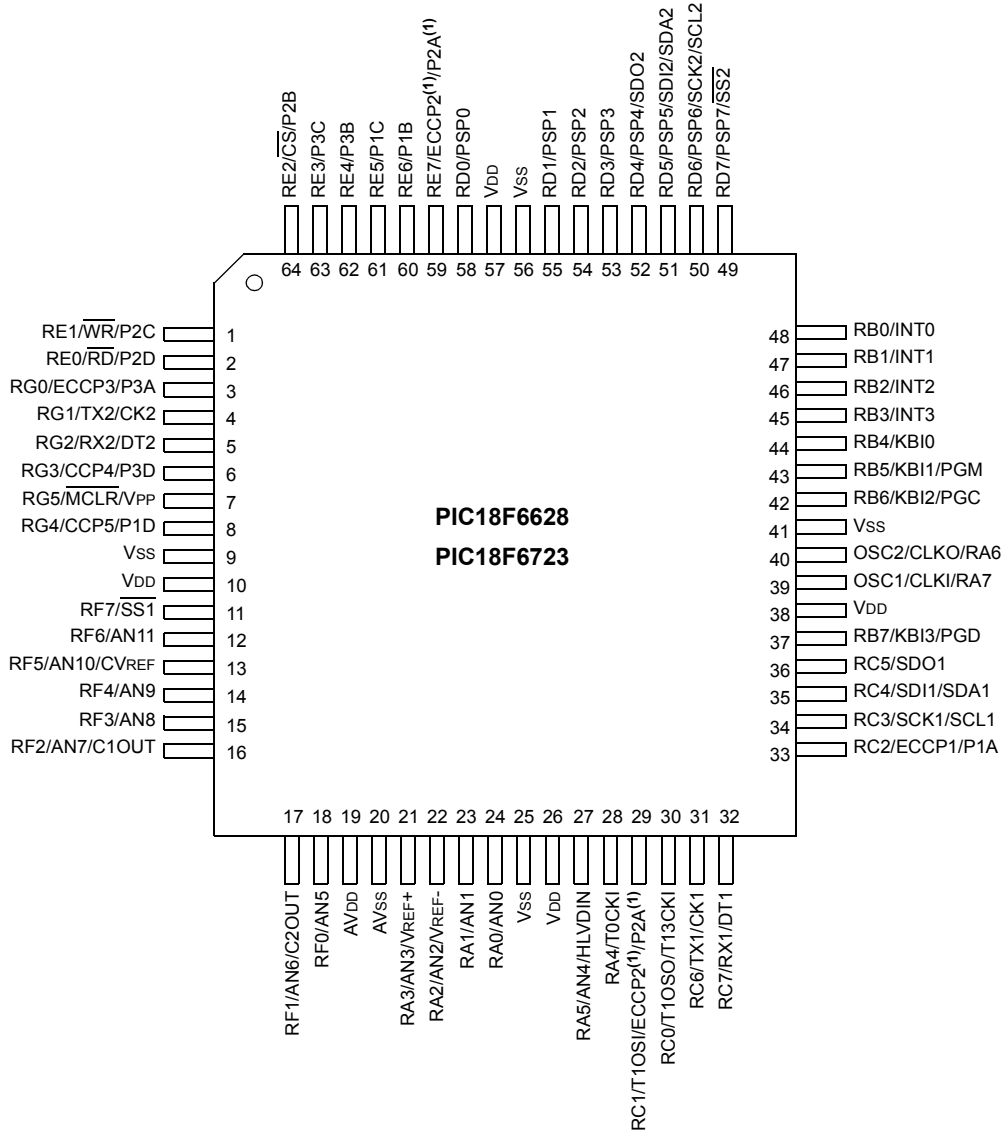 RE2/CS/P2B
RE3/P3C
RE4/P3B
RE5/P1C
RE6/P1B
RE7/ECCP2(1)/P2A(1)
RD0/PSP0
VDD
VSS
RD1/PSP1
RD2/PSP2
RD3/PSP3
RD4/PSP4/SDO2
RD5/PSP5/SDI2/SDA2
RD6/PSP6/SCK2/SCL2
RD7/PSP7/SS2
64 63 62 61 60 59 58 57 56 55 54 53 52 51 50 49
RE1/WR/P2C 1
RE0/RD/P2D 2
RG0/ECCP3/P3A 3
RG1/TX2/CK2 4
RG2/RX2/DT2 5
RG3/CCP4/P3D 6
RG5/MCLR/VPP 7
RG4/CCP5/P1D 8
VSS 9
VDD 10
RF7/SS1 11
RF6/AN11 12
RF5/AN10/CVREF 13
RF4/AN9 14
RF3/AN8 15
RF2/AN7/C1OUT 16
PIC18F6628
PIC18F6723
48 RB0/INT0
47 RB1/INT1
46 RB2/INT2
45 RB3/INT3
44 RB4/KBI0
43 RB5/KBI1/PGM
42 RB6/KBI2/PGC
41 VSS
40 OSC2/CLKO/RA6
39 OSC1/CLKI/RA7
38 VDD
37 RB7/KBI3/PGD
36 RC5/SDO1
35 RC4/SDI1/SDA1
34 RC3/SCK1/SCL1
33 RC2/ECCP1/P1A
17 18 19 20 21 22 23 24 25 26 27 28 29 30 31 32
RF1/AN6/C2OUT
RF0/AN5
AVDD
AVSS
RA3/AN3/VREF+
RA2/AN2/VREF-
RA1/AN1
RA0/AN0
VSS
VDD
RA5/AN4/HLVDIN
RA4/T0CKI
RC1/T1OSI/ECCP2(1)/P2A(1)
RC0/T1OSO/T13CKI
RC6/TX1/CK1
RC7/RX1/DT1